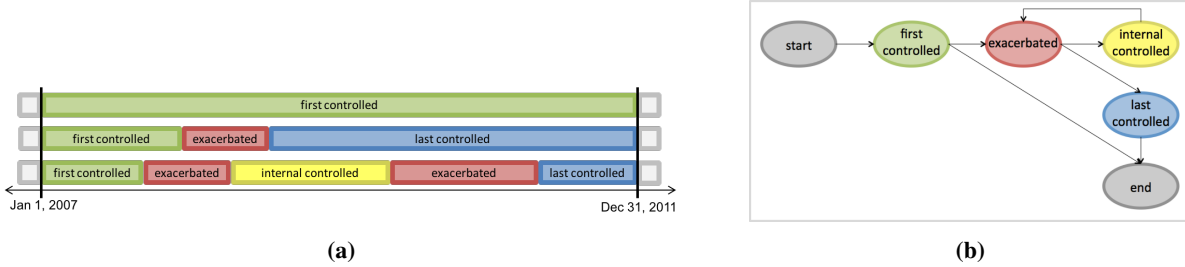 first controlled
first controlled exacerbated last controlled
first controlled exacerbated internal controlled exacerbated last controlled
Jan 1, 2007 Dec 31, 2011
(a)
start
first
controlled
exacerbated
internal
controlled
last
controlled
end
(b)